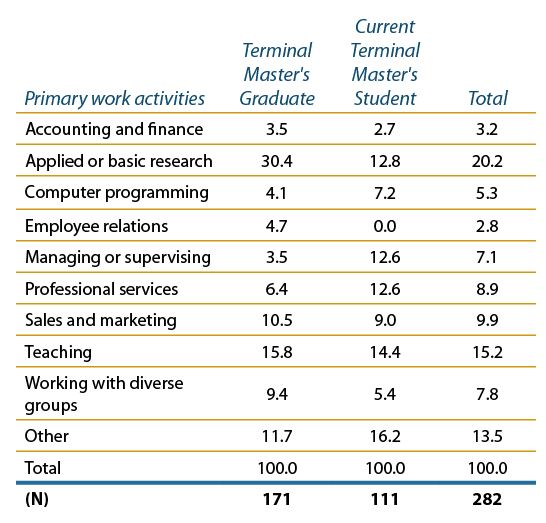 Primary work activities Terminal Master's Graduate Current Terminal Master's Student Total
Accounting and finance 3.5 2.7 3.2
Applied or basic research 30.4 12.8 20.2
Computer programming 4.1 7.2 5.3
Employee relations 4.7 0.0 2.8
Managing or supervising 3.5 12.6 7.1
Professional services 6.4 12.6 8.9
Sales and marketing 10.5 9.0 9.9
Teaching 15.8 14.4 15.2
Working with diverse groups 9.4 5.4 7.8
Other 11.7 16.2 13.5
Total 100.0 100.0 100.0
(N) 171 111 282